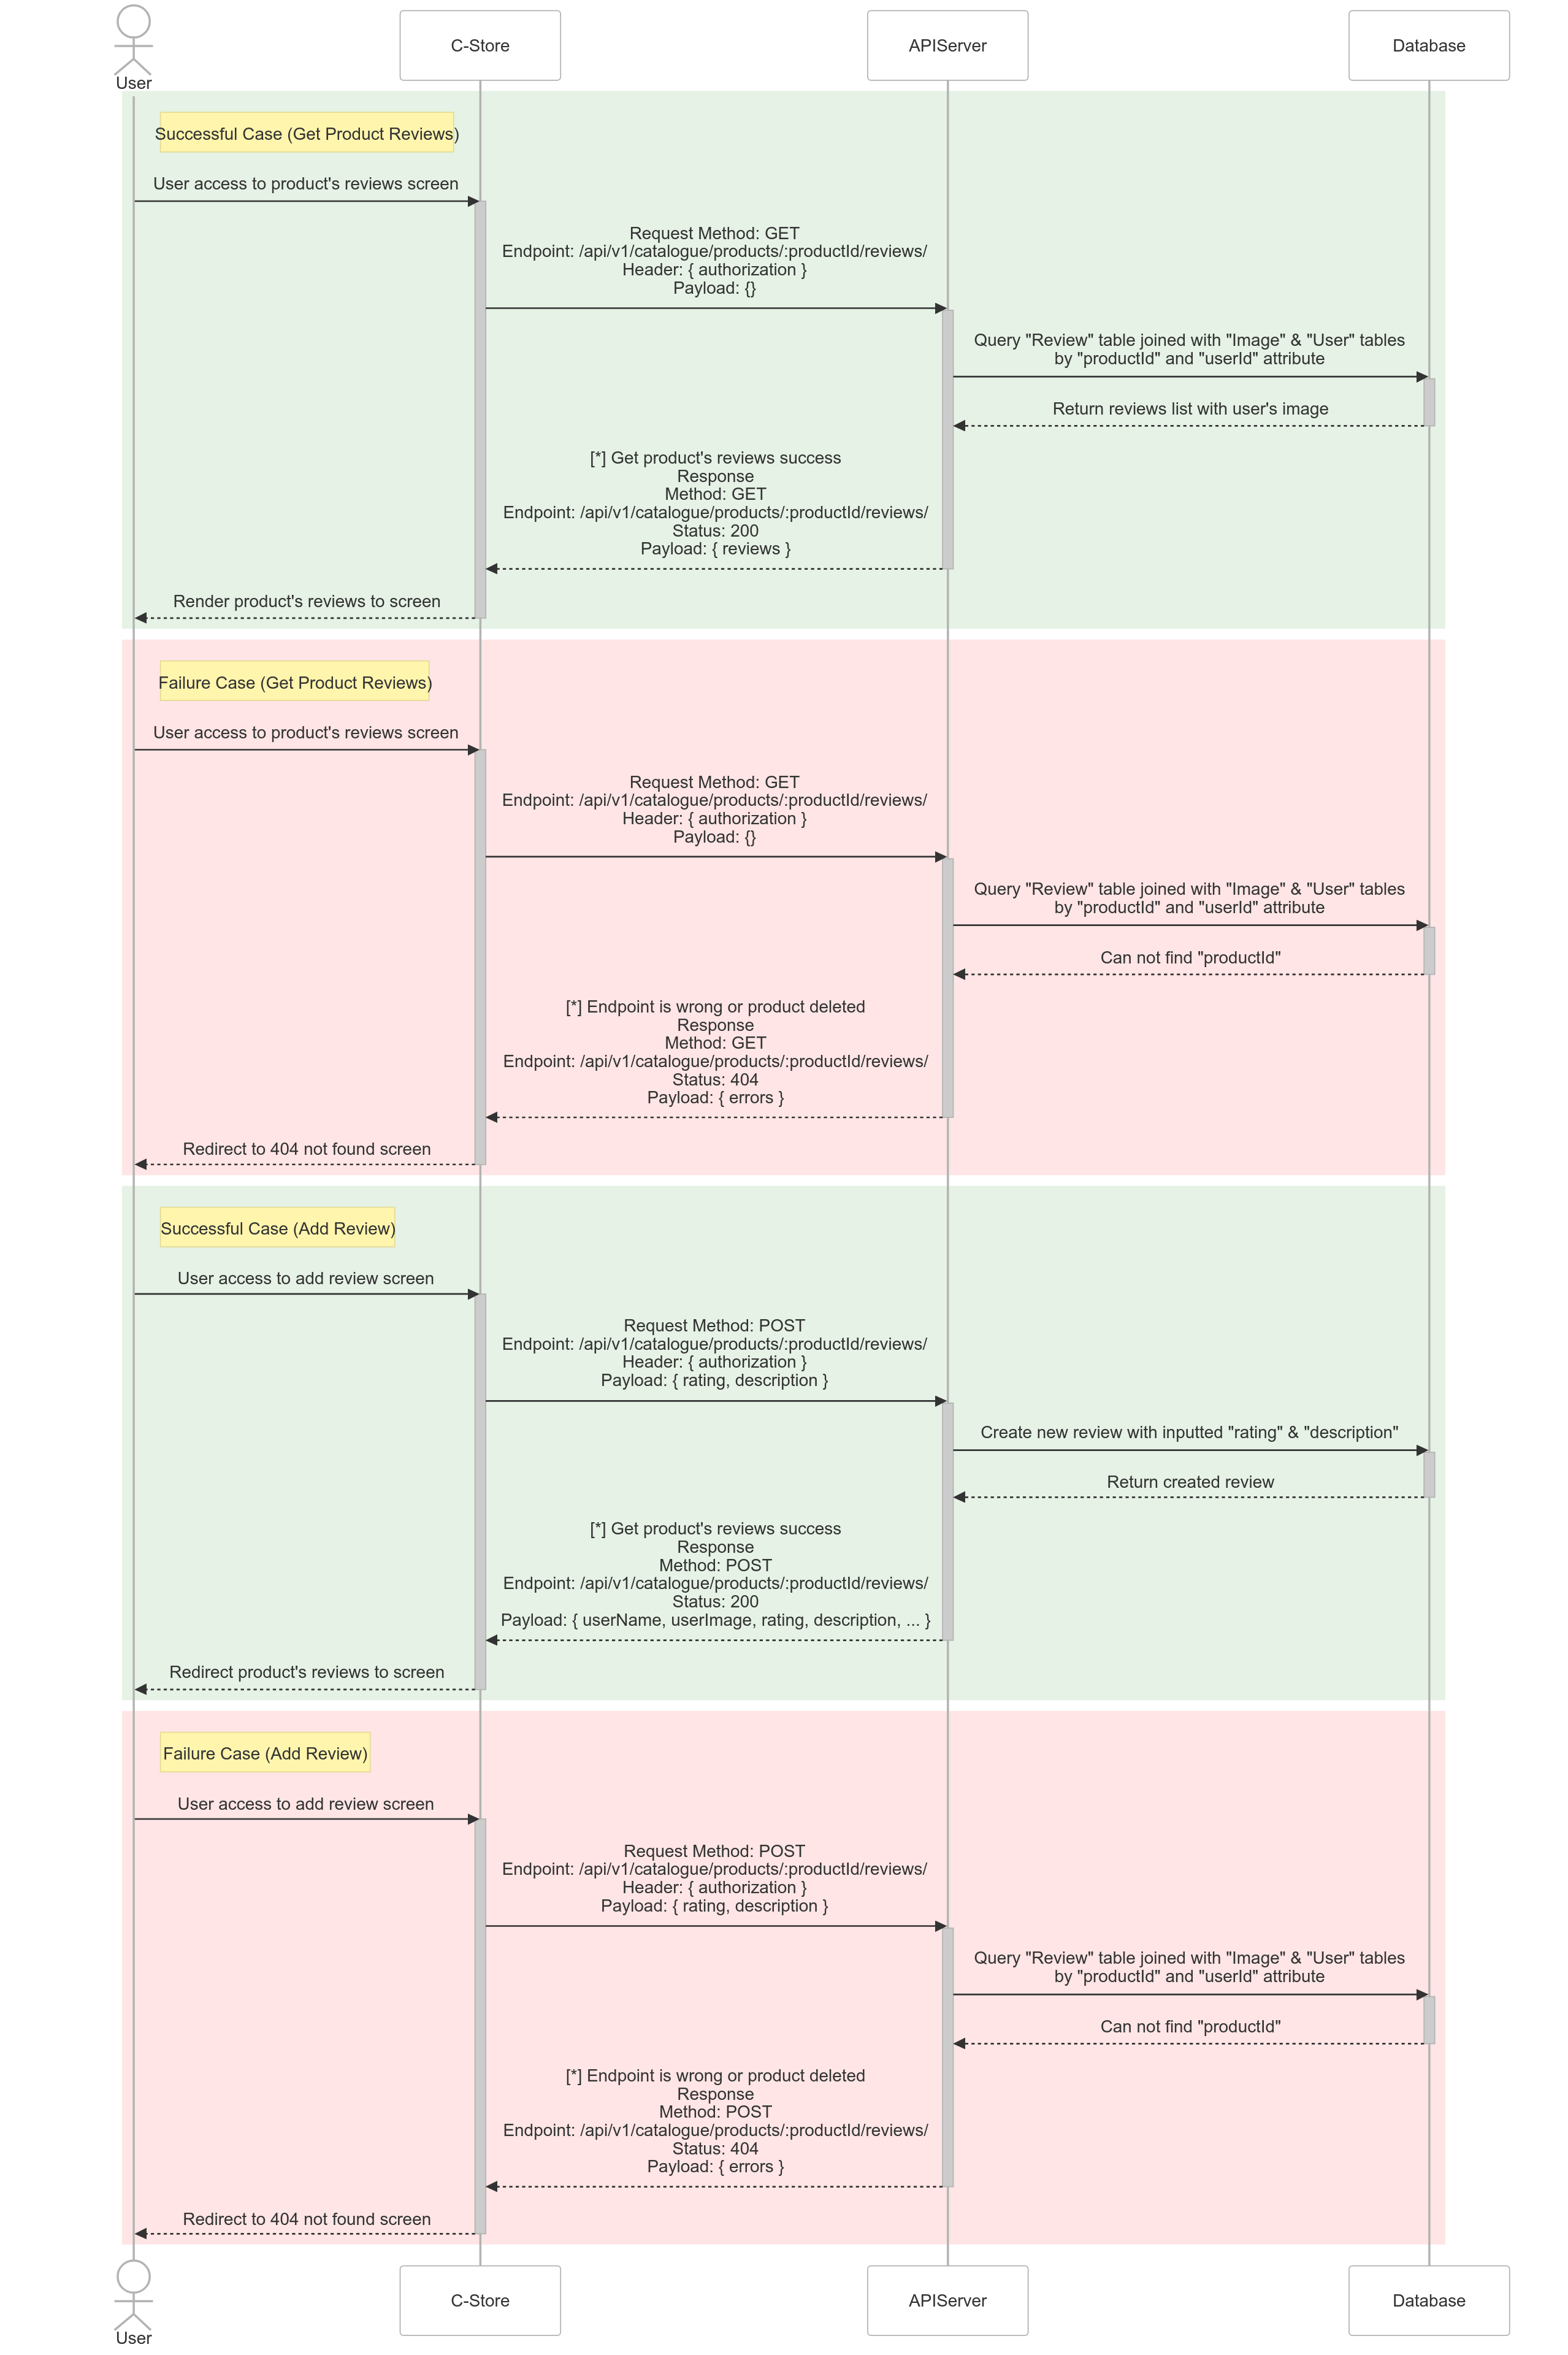 User
C-Store
APIServer
Database
Successful Case (Get Product Reviews)
User access to product's reviews screen
Request Method: GET
Endpoint: /api/v1/catalogue/products/:productId/reviews/
Header: { authorization }
Payload: {}
Query "Review" table joined with "Image" & "User" tables
by "productId" and "userId" attribute
Return reviews list with user's image
[*] Get product's reviews success
Response
Method: GET
Endpoint: /api/v1/catalogue/products/:productId/reviews/
Status: 200
Payload: { reviews }
Render product's reviews to screen
Failure Case (Get Product Reviews)
User access to product's reviews screen
Request Method: GET
Endpoint: /api/v1/catalogue/products/:productId/reviews/
Header: { authorization }
Payload: {}
Query "Review" table joined with "Image" & "User" tables
by "productId" and "userId" attribute
Can not find "productId"
[*] Endpoint is wrong or product deleted
Response
Method: GET
Endpoint: /api/v1/catalogue/products/:productId/reviews/
Status: 404
Payload: { errors }
Redirect to 404 not found screen
Successful Case (Add Review)
User access to add review screen
Request Method: POST
Endpoint: /api/v1/catalogue/products/:productId/reviews/
Header: { authorization }
Payload: { rating, description }
Create new review with inputted "rating" & "description"
Return created review
[*] Get product's reviews success
Response
Method: POST
Endpoint: /api/v1/catalogue/products/:productId/reviews/
Status: 200
Payload: { userName, userImage, rating, description, ... }
Redirect product's reviews to screen
Failure Case (Add Review)
User access to add review screen
Request Method: POST
Endpoint: /api/v1/catalogue/products/:productId/reviews/
Header: { authorization }
Payload: { rating, description }
Query "Review" table joined with "Image" & "User" tables
by "productId" and "userId" attribute
Can not find "productId"
[*] Endpoint is wrong or product deleted
Response
Method: POST
Endpoint: /api/v1/catalogue/products/:productId/reviews/
Status: 404
Payload: { errors }
Redirect to 404 not found screen
User
C-Store
APIServer
Database